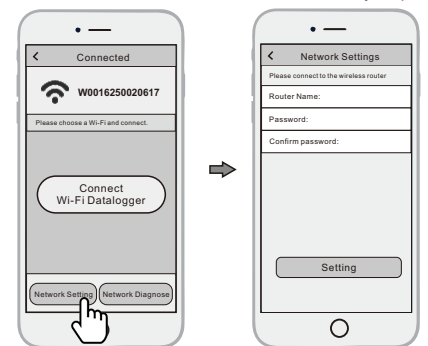 Connected
W0016250020617
Please choose a Wi-Fi and connect.
Connect
Wi-Fi Datalogger
Network Setting
Network Diagnose
Network Settings
Please connect to the wireless router
Router Name:
Password:
Confirm password:
Setting